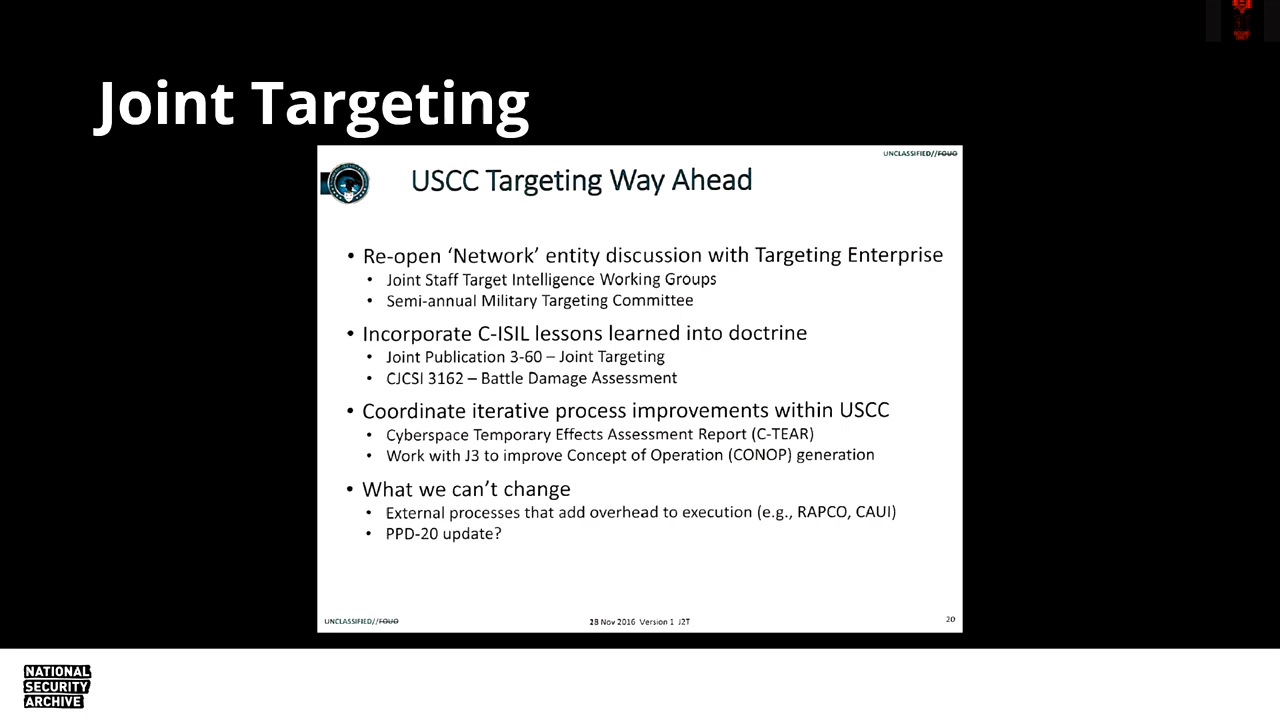 Joint Targeting
UNCLASSIFIED//FOUO
USCC Targeting Way Ahead
• Re-open ‘Network’ entity discussion with Targeting Enterprise
• Joint Staff Target Intelligence Working Groups
• Semi-annual Military Targeting Committee
• Incorporate C-ISIL lessons learned into doctrine
• Joint Publication 3-60 – Joint Targeting
• CJCSI 3162 – Battle Damage Assessment
• Coordinate iterative process improvements within USCC
• Cyberspace Temporary Effects Assessment Report (C-TEAR)
• Work with J3 to improve Concept of Operation (CONOP) generation
• What we can’t change
• External processes that add overhead to execution (e.g., RAPCO, CAUI)
• PPD-20 update?
UNCLASSIFIED//FOUO
28 Nov 2016 Version 1 J2T
20
NATIONAL
SECURITY
ARCHIVE